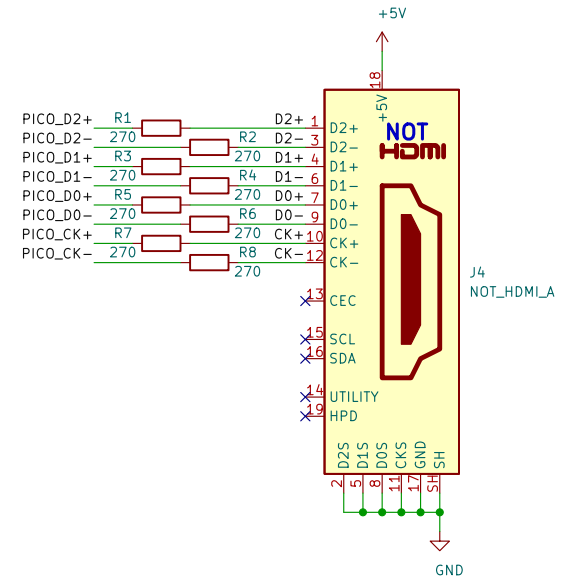 +5V
18
+5V
NOT
HDMI
PICO_D2+ R1 D2+ 1 D2+
PICO_D2- 270 R2 D2- 3 D2-
PICO_D1+ R3 270 D1+ 4 D1+
PICO_D1- 270 R4 D1- 6 D1-
PICO_D0+ R5 270 D0+ 7 D0+
PICO_D0- 270 R6 D0- 9 D0-
PICO_CK+ R7 270 CK+ 10 CK+
PICO_CK- 270 R8 CK- 12 CK-
270
J4
NOT_HDMI_A
13 CEC
15 SCL
16 SDA
14 UTILITY
19 HPD
D2S D1S D0S CKS GND SH
2 5 8 11 17 SH
GND